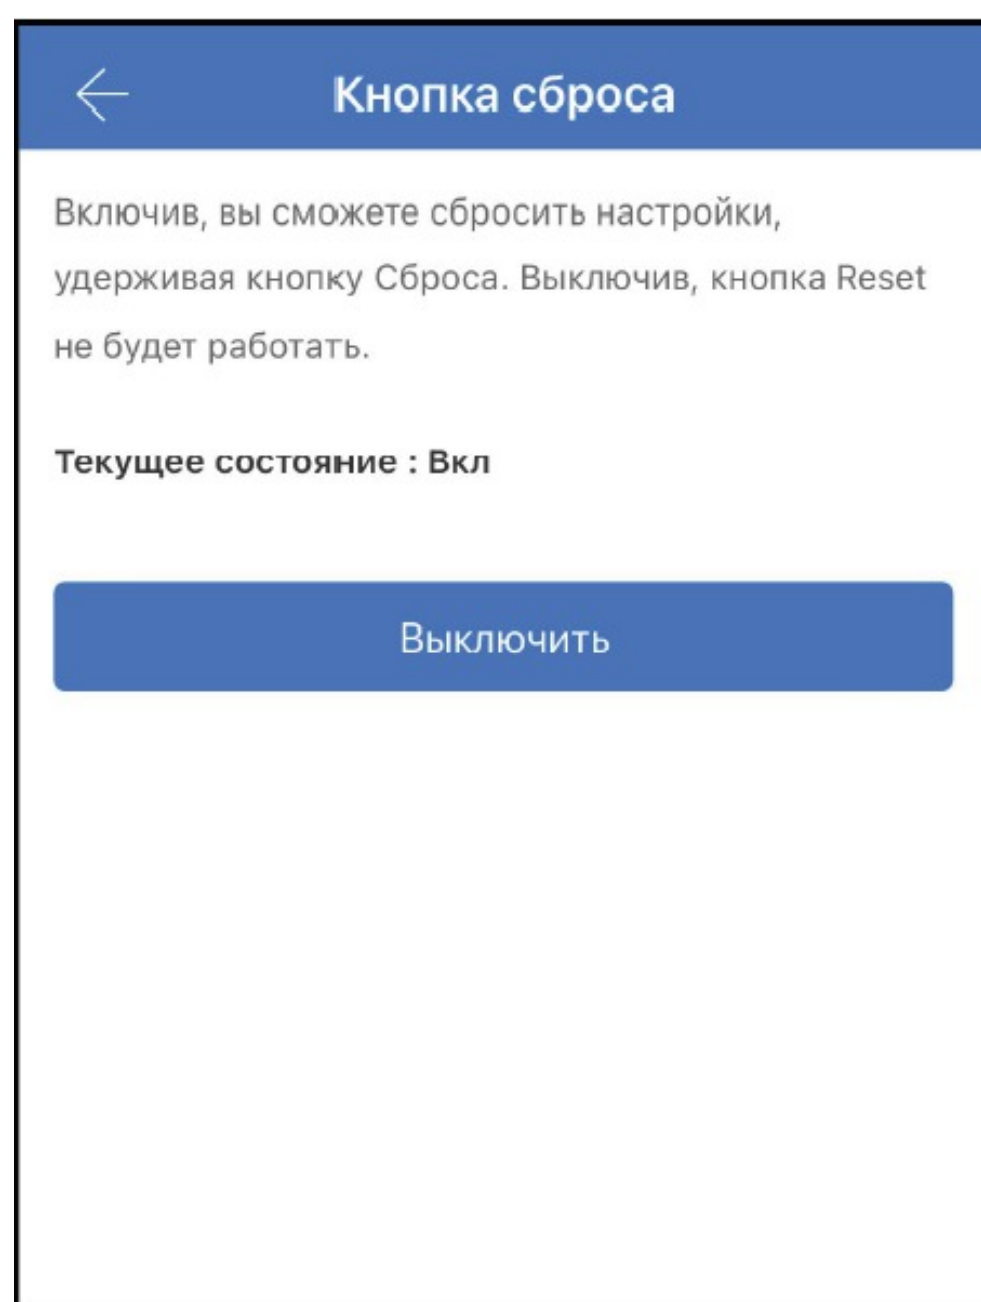 Кнопка сброса
Включив, вы сможете сбросить настройки,
удерживая кнопку Сброса. Выключив, кнопка Reset
не будет работать.
Текущее состояние : Вкл
Выключить